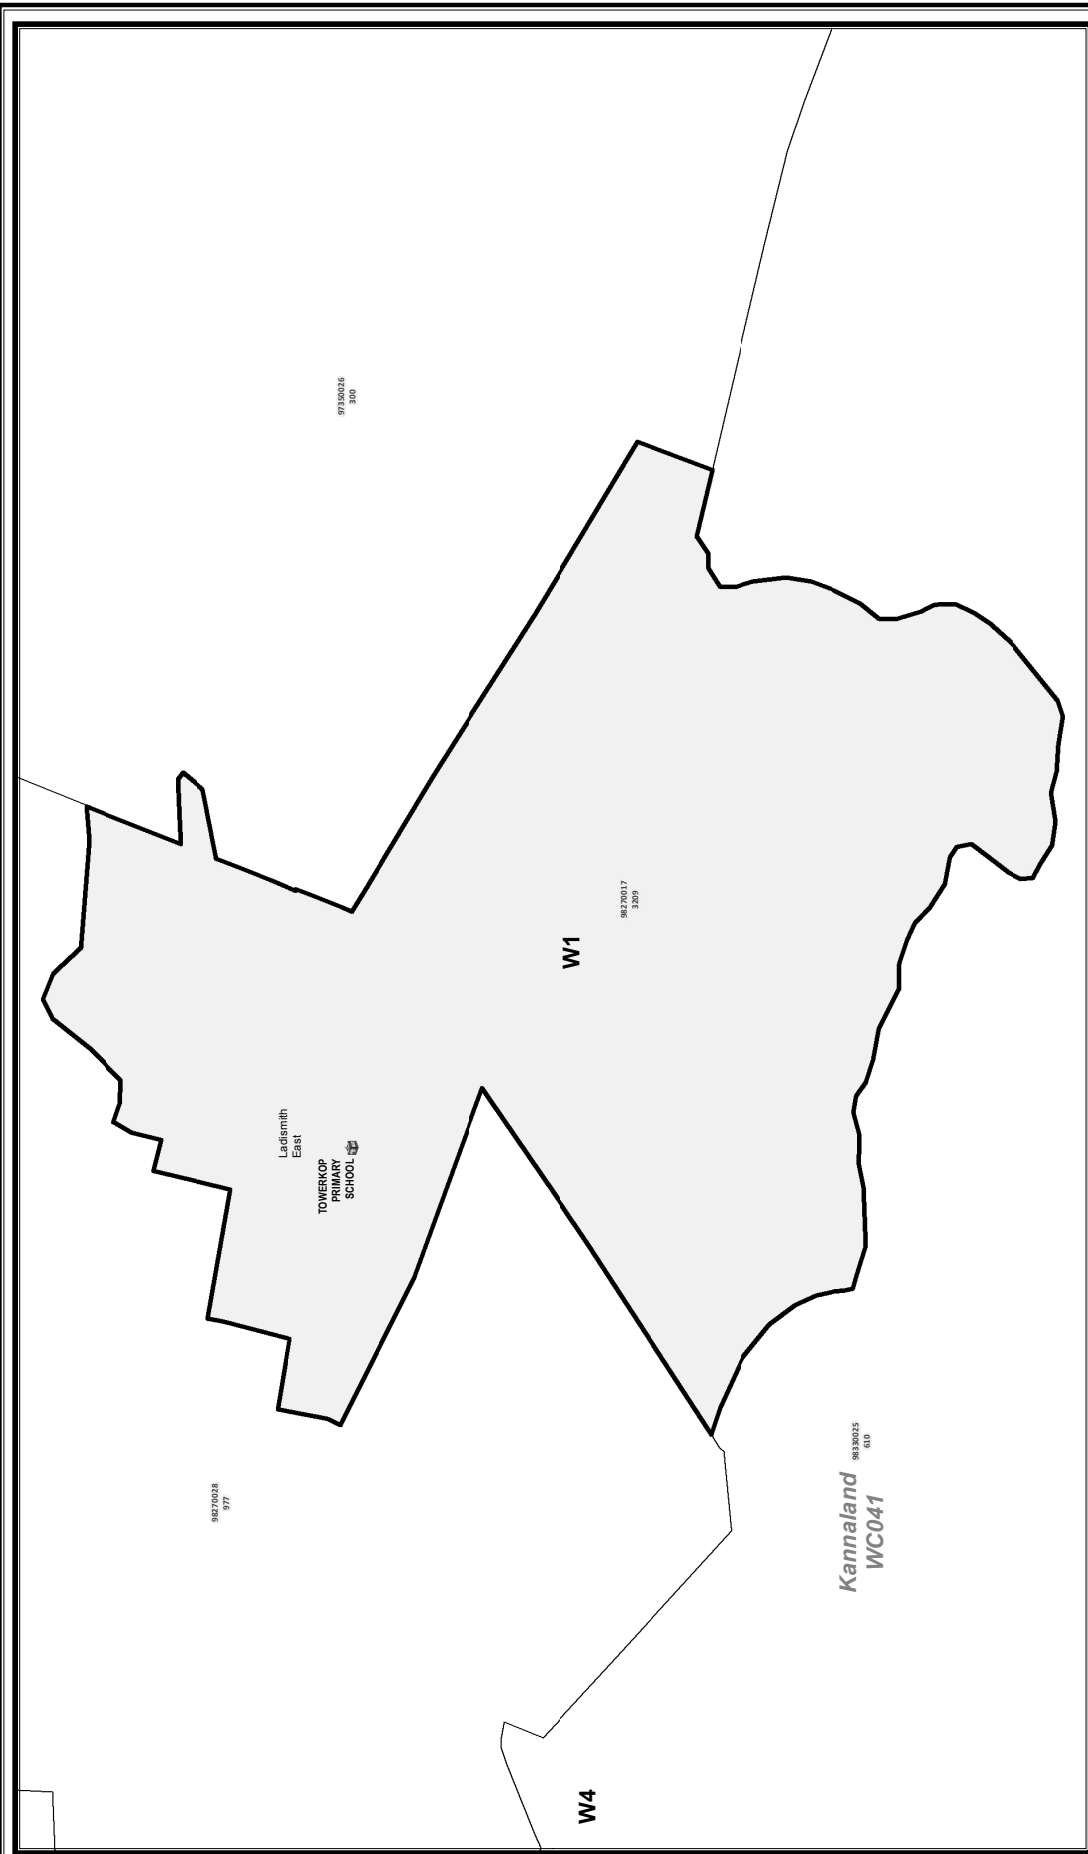 97350026
300
98270017
3209
W1
Ladismith
East
TOWERKOP
PRIMARY
SCHOOL
98270028
977
98330025
610
Kannaland
WC041
W4